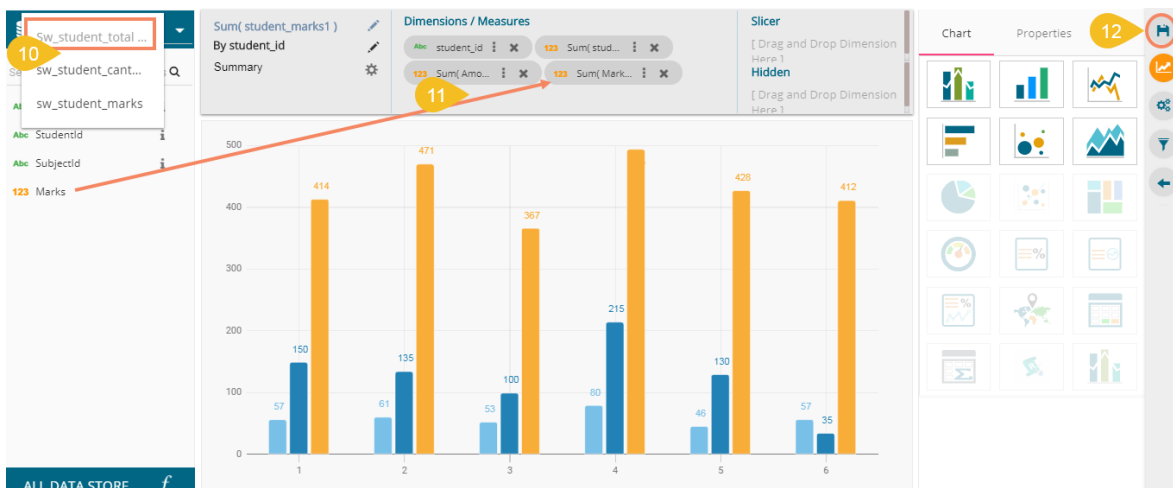 Sw_student_total ...
10
Se
sw_student_cant...
sw_student_marks
Abc StudentId
Abc SubjectId
123 Marks
ALL DATA STORE
Sum( student_marks1 )
By student_id
Summary
Dimensions / Measures
Abc student_id
123 Sum( stud...
123 Sum( Amo...
123 Sum( Mark...
11
Slicer
[ Drag and Drop Dimension
Here ]
Hidden
[ Drag and Drop Dimension
Here ]
Chart
Properties
12
500
400
300
200
100
0
57
150
414
61
135
471
53
100
367
80
215
46
130
428
57
35
412
1
2
3
4
5
6